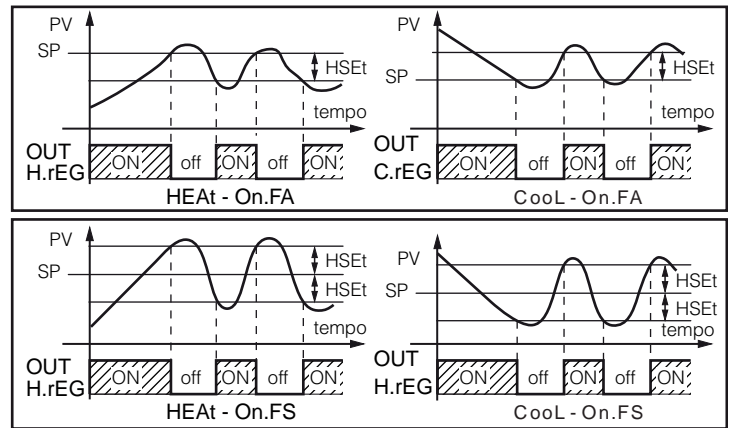 PV
SP
HSEt
tempo
OUT
H.rEG
ON off ON off ON
HEAt - On.FA
PV
HSEt
SP
tempo
OUT
C.rEG
ON off ON off ON
CooL - On.FA
PV
HSEt
SP
HSEt
tempo
OUT
H.rEG
ON off ON off ON
HEAt - On.FS
PV
HSEt
SP
HSEt
tempo
OUT
H.rEG
ON off ON off ON
CooL - On.FS